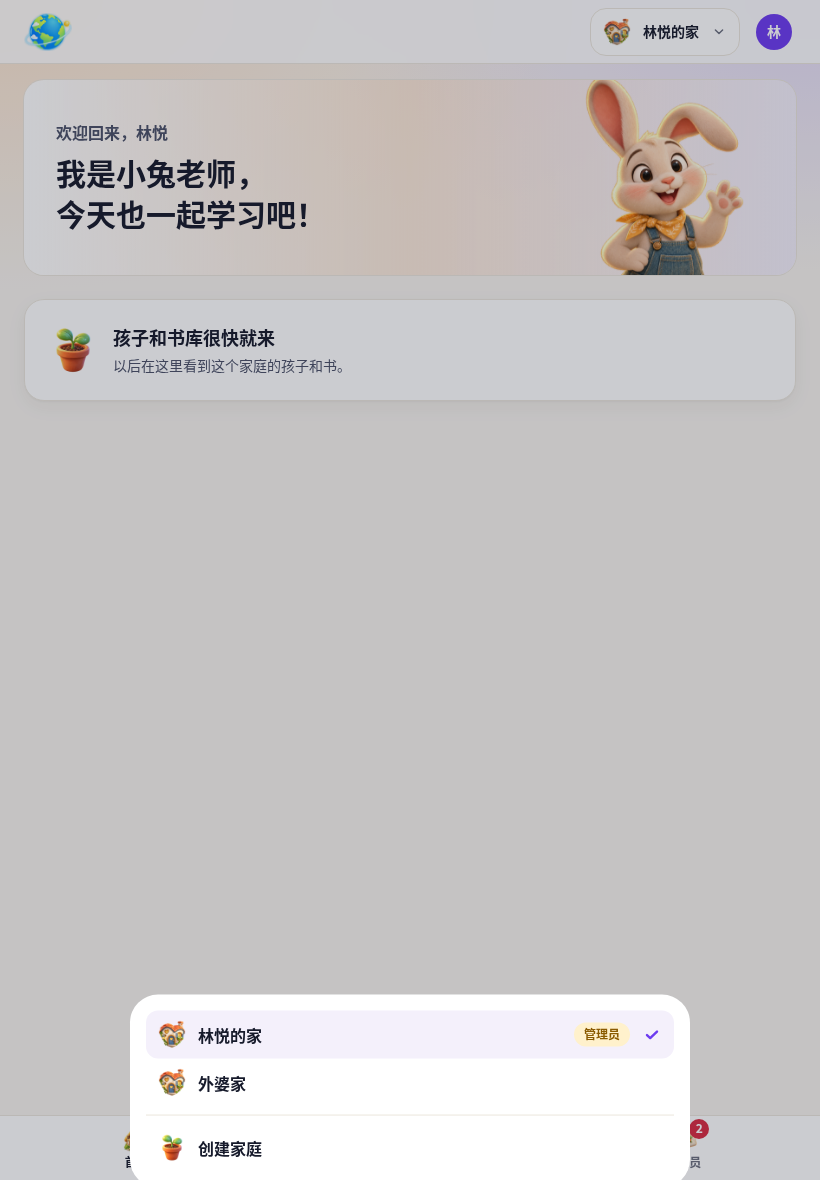 林悦的家
林
欢迎回来，林悦
我是小兔老师，
今天也一起学习吧！
孩子和书库很快就来
以后在这里看到这个家庭的孩子和书。
林悦的家
管理员
外婆家
创建家庭
2
员